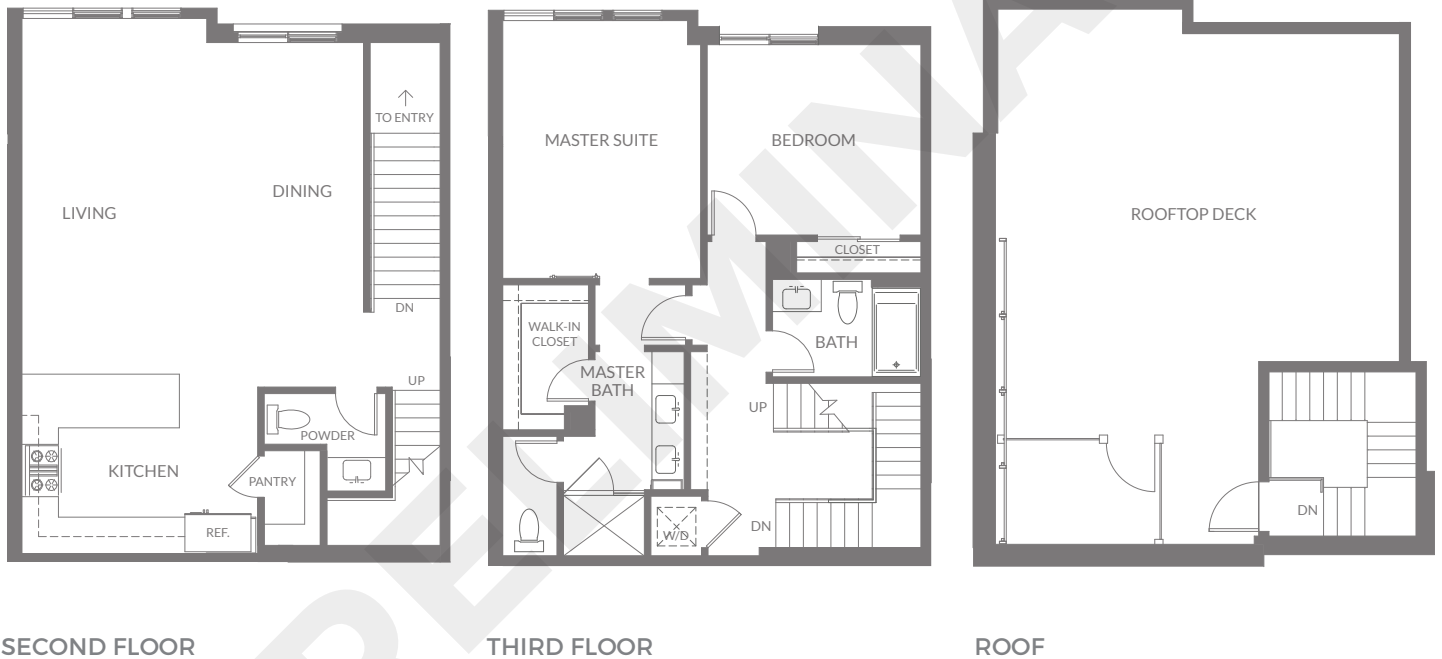 TO ENTRY
LIVING
DINING
DN
UP
POWDER
KITCHEN
PANTRY
REF.
SECOND FLOOR
MASTER SUITE
BEDROOM
CLOSET
WALK-IN
CLOSET
MASTER
BATH
BATH
UP
W/D
DN
THIRD FLOOR
ROOFTOP DECK
DN
ROOF
PRELIMINA